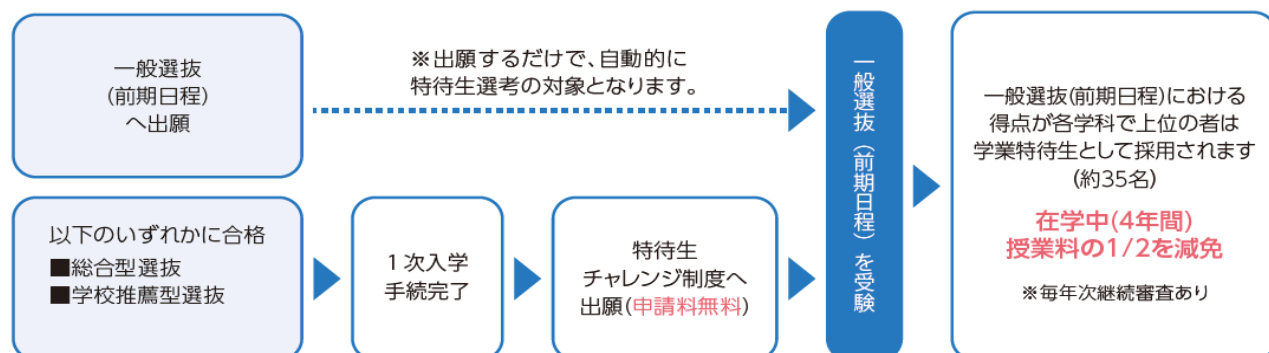 一般選抜
(前期日程)
へ出願
※出願するだけで、自動的に
特待生選考の対象となります。
以下のいずれかに合格
■総合型選抜
■学校推薦型選抜
1次入学
手続完了
特待生
チャレンジ制度へ
出願(申請料無料)
一般選抜(前期日程)を受験
一般選抜(前期日程)における
得点が各学科で上位の者は
学業特待生として採用されます
(約35名)
在学中(4年間)
授業料の1/2を減免
※毎年次継続審査あり